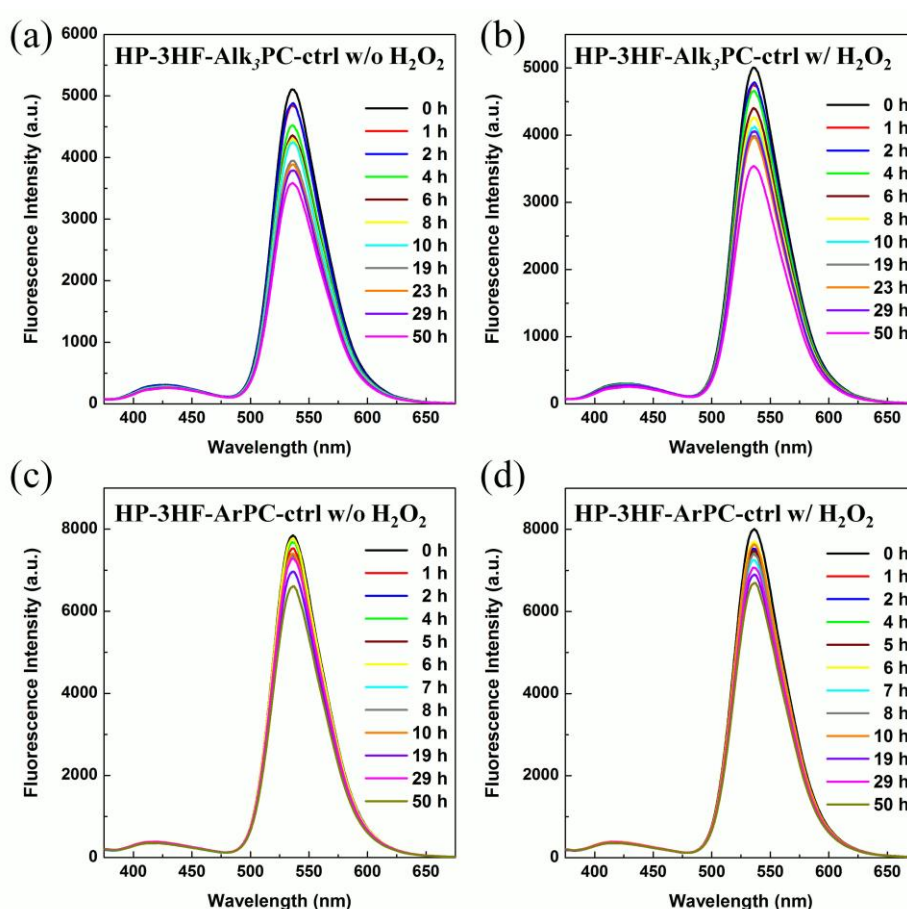 (a)
HP-3HF-Alk₃PC-ctrl w/o H₂O₂
Fluorescence Intensity (a.u.)
6000
5000
4000
3000
2000
1000
0
0 h
1 h
2 h
4 h
6 h
8 h
10 h
19 h
23 h
29 h
50 h
400 450 500 550 600 650
Wavelength (nm)
(b)
HP-3HF-Alk₃PC-ctrl w/ H₂O₂
Fluorescence Intensity (a.u.)
5000
4000
3000
2000
1000
0
0 h
1 h
2 h
4 h
6 h
8 h
10 h
19 h
23 h
29 h
50 h
400 450 500 550 600 650
Wavelength (nm)
(c)
HP-3HF-ArPC-ctrl w/o H₂O₂
Fluorescence Intensity (a.u.)
8000
6000
4000
2000
0
0 h
1 h
2 h
4 h
5 h
6 h
7 h
8 h
10 h
19 h
29 h
50 h
400 450 500 550 600 650
Wavelength (nm)
(d)
HP-3HF-ArPC-ctrl w/ H₂O₂
Fluorescence Intensity (a.u.)
8000
6000
4000
2000
0
0 h
1 h
2 h
4 h
5 h
6 h
7 h
8 h
10 h
19 h
29 h
50 h
400 450 500 550 600 650
Wavelength (nm)